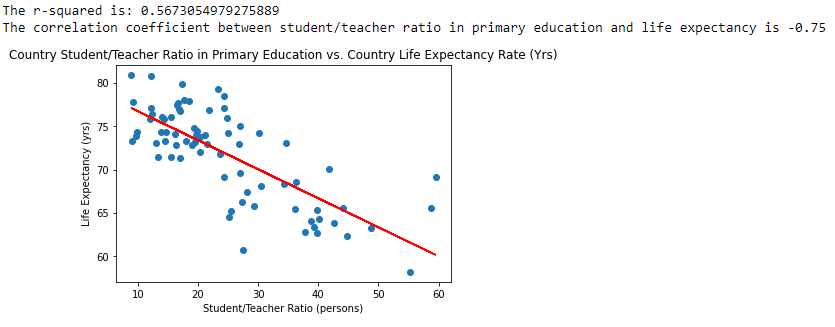 The r-squared is: 0.5673054979275889
The correlation coefficient between student/teacher ratio in primary education and life expectancy is -0.75
Country Student/Teacher Ratio in Primary Education vs. Country Life Expectancy Rate (Yrs)
80
75
70
65
60
Life Expectancy (yrs)
10 20 30 40 50 60
Student/Teacher Ratio (persons)